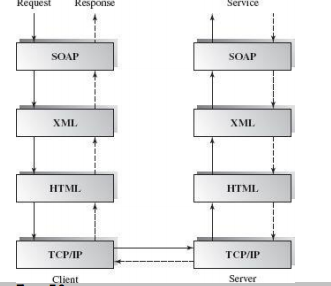 Request Response Service
SOAP SOAP
XML XML
HTML HTML
TCP/IP TCP/IP
Client Server